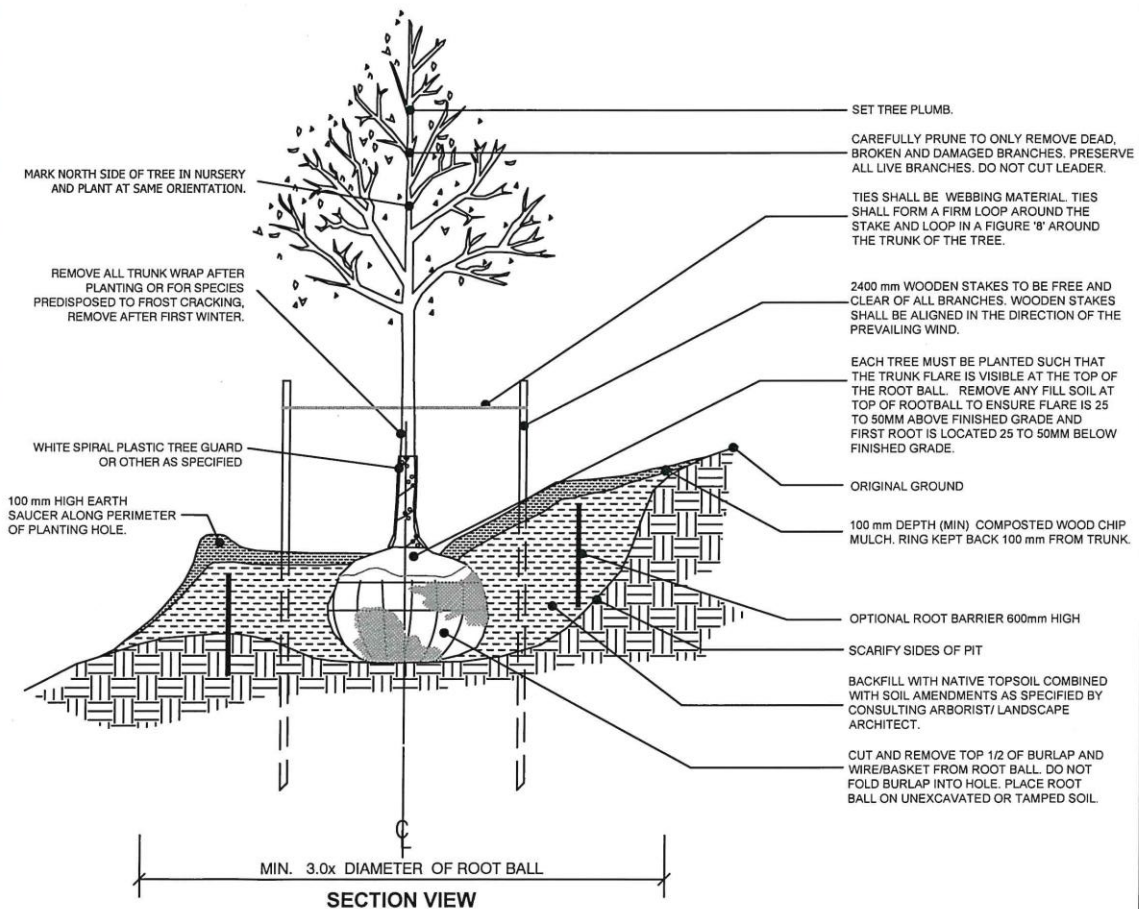 SET TREE PLUMB.
CAREFULLY PRUNE TO ONLY REMOVE DEAD,
BROKEN AND DAMAGED BRANCHES. PRESERVE
ALL LIVE BRANCHES. DO NOT CUT LEADER.
MARK NORTH SIDE OF TREE IN NURSERY
AND PLANT AT SAME ORIENTATION.
TIES SHALL BE WEBBING MATERIAL. TIES
SHALL FORM A FIRM LOOP AROUND THE
STAKE AND LOOP IN A FIGURE '8' AROUND
THE TRUNK OF THE TREE.
REMOVE ALL TRUNK WRAP AFTER
PLANTING OR FOR SPECIES
PREDISPOSED TO FROST CRACKING,
REMOVE AFTER FIRST WINTER.
2400 mm WOODEN STAKES TO BE FREE AND
CLEAR OF ALL BRANCHES. WOODEN STAKES
SHALL BE ALIGNED IN THE DIRECTION OF THE
PREVAILING WIND.
EACH TREE MUST BE PLANTED SUCH THAT
THE TRUNK FLARE IS VISIBLE AT THE TOP OF
THE ROOT BALL. REMOVE ANY FILL SOIL AT
TOP OF ROOTBALL TO ENSURE FLARE IS 25
TO 50MM ABOVE FINISHED GRADE AND
FIRST ROOT IS LOCATED 25 TO 50MM BELOW
FINISHED GRADE.
WHITE SPIRAL PLASTIC TREE GUARD
OR OTHER AS SPECIFIED
100 mm HIGH EARTH
SAUCER ALONG PERIMETER
OF PLANTING HOLE.
ORIGINAL GROUND
100 mm DEPTH (MIN) COMPOSTED WOOD CHIP
MULCH. RING KEPT BACK 100 mm FROM TRUNK.
OPTIONAL ROOT BARRIER 600mm HIGH
SCARIFY SIDES OF PIT
BACKFILL WITH NATIVE TOPSOIL COMBINED
WITH SOIL AMENDMENTS AS SPECIFIED BY
CONSULTING ARBORIST/ LANDSCAPE
ARCHITECT.
CUT AND REMOVE TOP 1/2 OF BURLAP AND
WIRE/BASKET FROM ROOT BALL. DO NOT
FOLD BURLAP INTO HOLE. PLACE ROOT
BALL ON UNEXCAVATED OR TAMPED SOIL.
CL
MIN. 3.0x DIAMETER OF ROOT BALL
SECTION VIEW